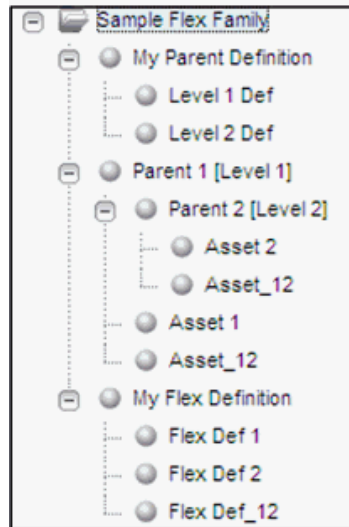 Sample Flex Family
My Parent Definition
Level 1 Def
Level 2 Def
Parent 1 [Level 1]
Parent 2 [Level 2]
Asset 2
Asset_12
Asset 1
Asset_12
My Flex Definition
Flex Def 1
Flex Def 2
Flex Def_12